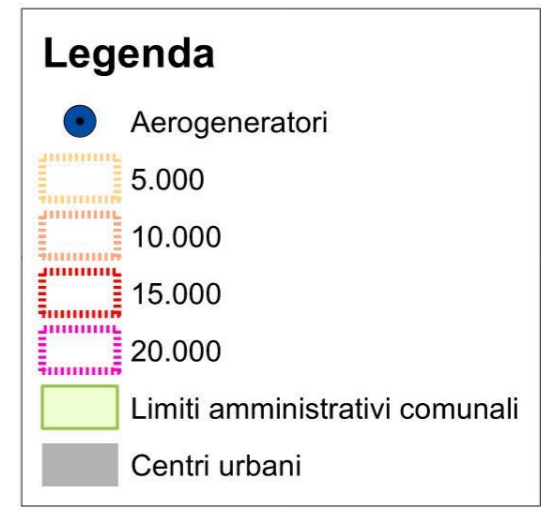 Legenda
Aerogeneratori
5.000
10.000
15.000
20.000
Limiti amministrativi comunali
Centri urbani